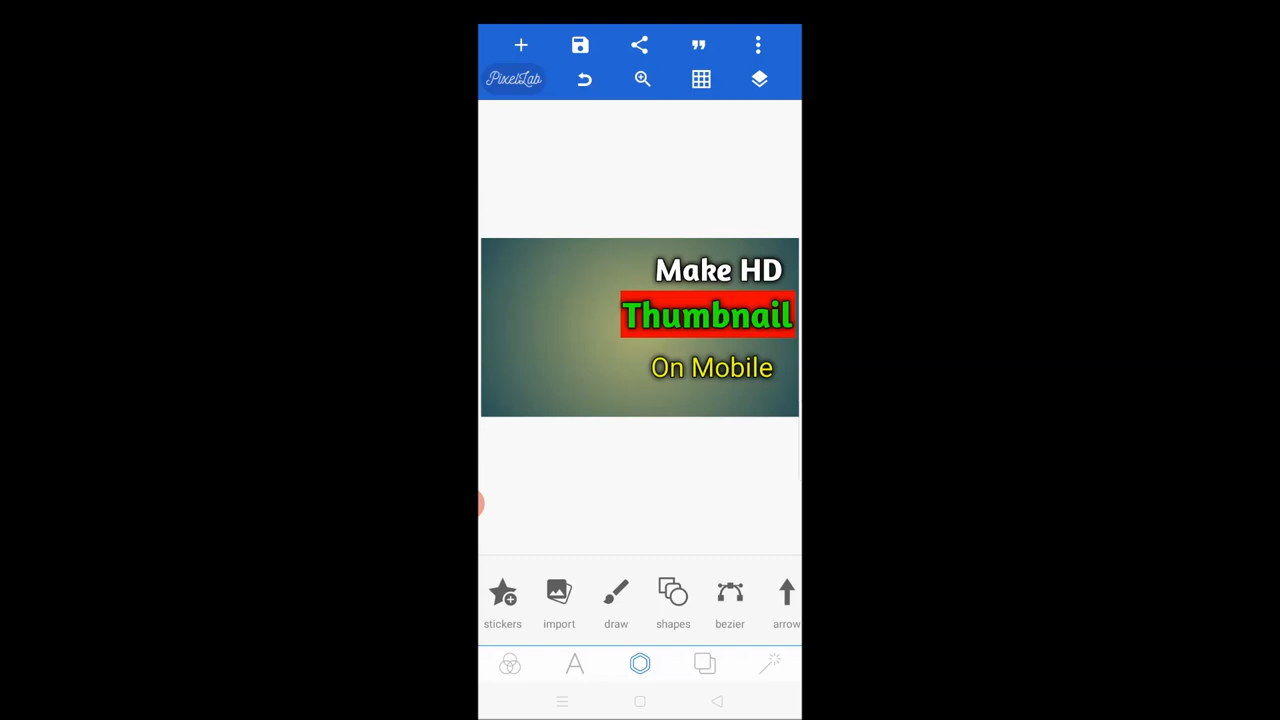 PixelLab
Make HD
Thumbnail
On Mobile
stickers import draw shapes bezier arrow